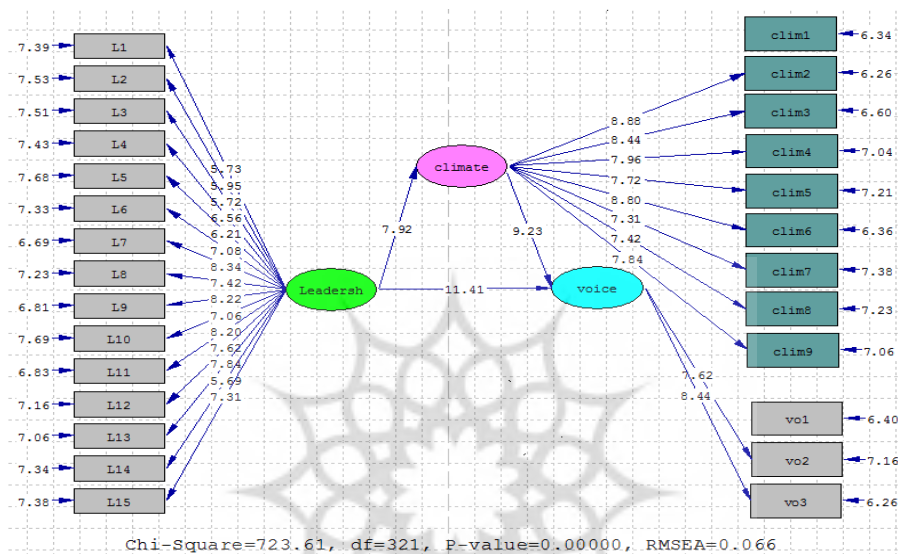 7.39 L1
7.53 L2
7.51 L3
7.43 L4
7.68 L5
7.33 L6
6.69 L7
7.23 L8
6.81 L9
7.69 L10
6.83 L11
7.16 L12
7.06 L13
7.34 L14
7.38 L15
5.73
5.95
5.72
6.56
6.21
7.08
8.34
7.42
8.22
7.06
8.20
7.62
7.84
5.69
7.31
Leadersh
7.92
climate
9.23
11.41
voice
8.88
8.44
7.96
7.72
8.80
7.31
7.42
7.84
7.62
8.44
clim1 6.34
clim2 6.26
clim3 6.60
clim4 7.04
clim5 7.21
clim6 6.36
clim7 7.38
clim8 7.23
clim9 7.06
vo1 6.40
vo2 7.16
vo3 6.26
Chi-Square=723.61, df=321, P-value=0.00000, RMSEA=0.066